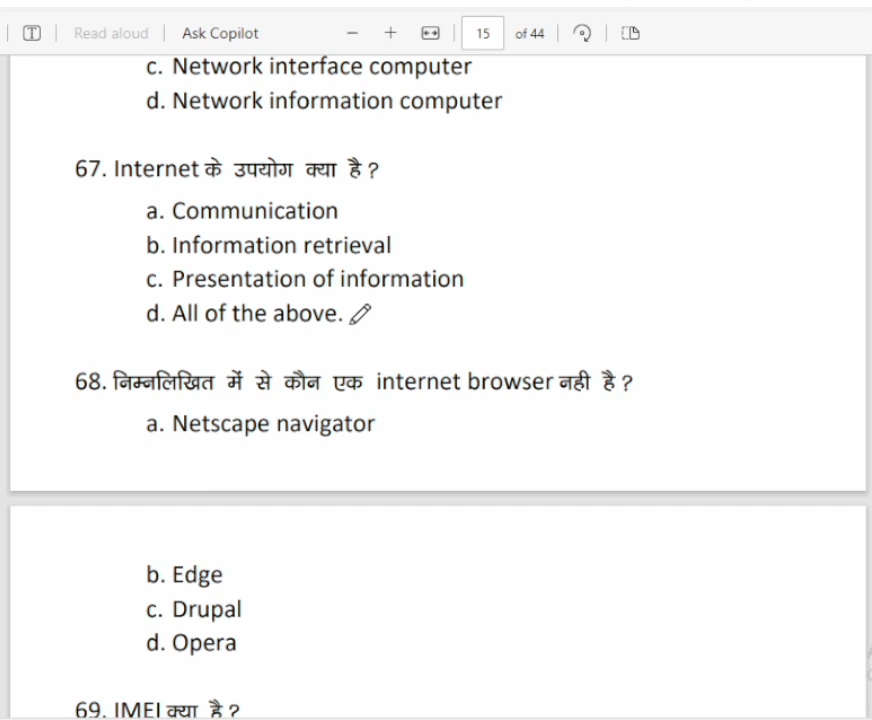 Read aloud Ask Copilot 15 of 44
c. Network interface computer
d. Network information computer
67. Internet के उपयोग क्या है ?
a. Communication
b. Information retrieval
c. Presentation of information
d. All of the above.
68. निम्नलिखित में से कौन एक internet browser नही है ?
a. Netscape navigator
b. Edge
c. Drupal
d. Opera
69. IMEI क्या है ?